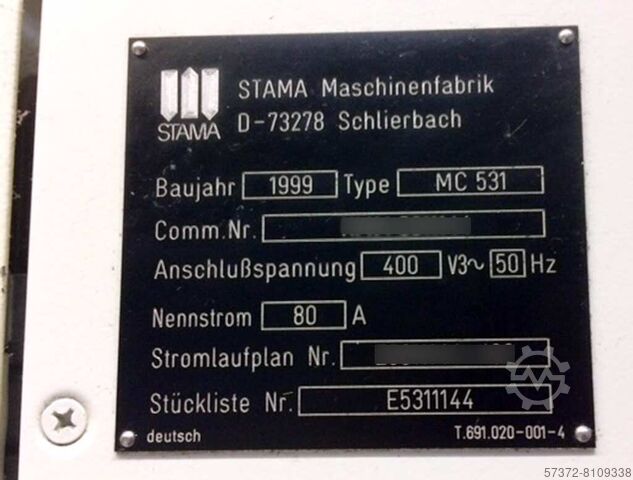 STAMA
STAMA Maschinenfabrik
D-73278 Schlierbach
Baujahr 1999 Type MC 531
Comm.Nr.
Anschlußspannung 400 V3~ 50 Hz
Nennstrom 80 A
Stromlaufplan Nr.
Stückliste Nr. E5311144
deutsch T.691.020-001-4
57372-8109338